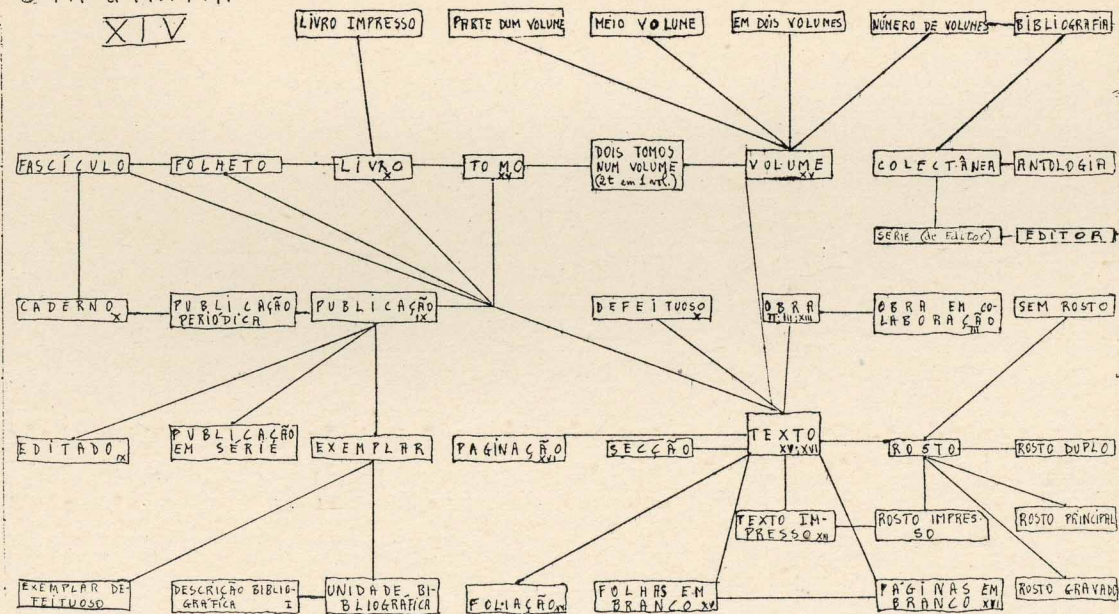 XIV
LIVRO IMPRESSO
PARTE DUM VOLUME
MEIO VOLUME
EM DOIS VOLUMES
NÚMERO DE VOLUMES
BIBLIOGRAFIA
FASCÍCULO
FOLHETO
LIVRO
X
TOMO
XV
DOIS TOMOS
NUM VOLUME
(2t em 1 vol.)
VOLUME
XV
COLECTÂNEA
ANTOLOGIA
SÉRIE (de Editor)
EDITOR
CADERNO
X
PUBLICAÇÃO
PERIÓDICA
PUBLICAÇÃO
IX
DEFEITUOSO
X
OBRA
II; III; XIII
OBRA EM CO-
LABORAÇÃO
III
SEM ROSTO
EDITADO
IX
PUBLICAÇÃO
EM SÉRIE
EXEMPLAR
PAGINAÇÃO
XVI
SECÇÃO
TEXTO
XV; XVI
ROSTO
ROSTO DUPLO
TEXTO IM-
PRESSO XII
ROSTO IMPRES-
SO
ROSTO PRINCIPAL
EXEMPLAR DE-
FEITUOSO
DESCRIÇÃO BIBLIO-
GRÁFICA I
UNIDADE BI-
BLIOGRÁFICA
FOLIAÇÃO
FOLHAS EM
BRANCO XV
PÁGINAS EM
BRANCO XVI
ROSTO GRAVAD